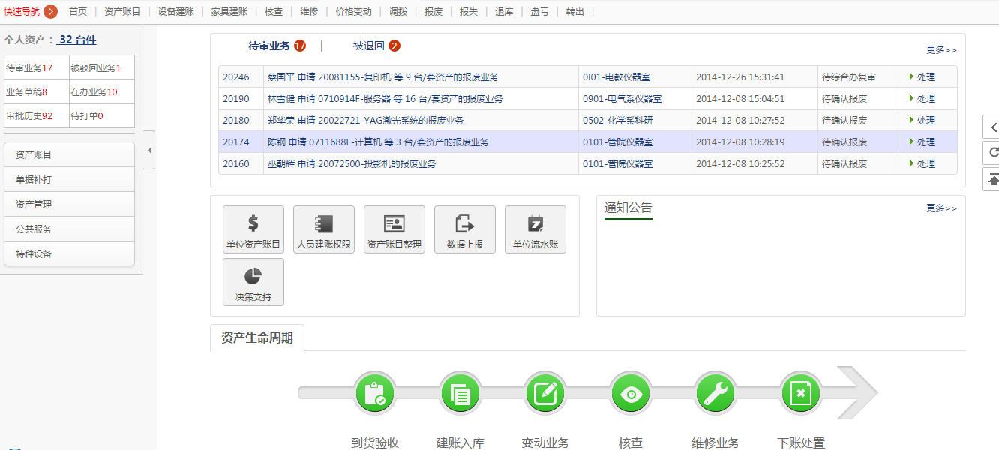 快速导航 首页 | 资产账目 | 设备建账 | 家具建账 | 核查 | 维修 | 价格变动 | 调拨 | 报废 | 报失 | 退库 | 盘亏 | 转出 |
个人资产： 32 台件
待审业务17 被驳回业务1
业务草稿8 在办业务10
审批历史92 待打单0
资产账目
单据补打
资产管理
公共服务
特种设备
待审业务 17 | 被退回 2
更多>>
20246 蔡国平 申请 20081155-复印机 等 9 台/套资产的报废业务 0I01-电教仪器室 2014-12-26 15:31:41 待综合办复审 处理
20190 林雪健 申请 0710914F-服务器 等 16 台/套资产的报废业务 0901-电气系仪器室 2014-12-08 15:04:51 待确认报废 处理
20180 郑华荣 申请 20022721-YAG激光系统的报废业务 0502-化学系科研 2014-12-08 10:27:52 待确认报废 处理
20174 陈钢 申请 0711688F-计算机 等 3 台/套资产的报废业务 0101-管院仪器室 2014-12-08 10:28:19 待确认报废 处理
20160 巫朝辉 申请 20072500-投影机的报废业务 0101-管院仪器室 2014-12-08 10:25:52 待确认报废 处理
单位资产账目 人员建账权限 资产账目整理 数据上报 单位流水账
决策支持
通知公告
更多>>
资产生命周期
到货验收 建账入库 变动业务 核查 维修业务 下账处置